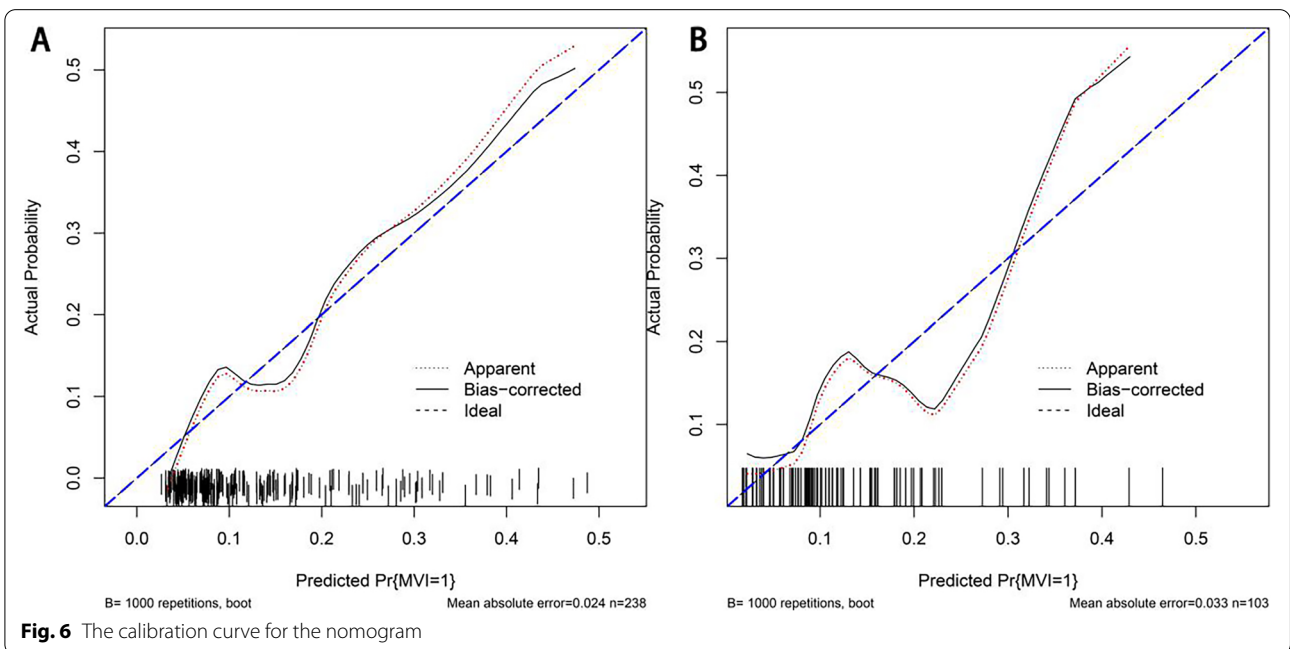 A
Actual Probability
0.5
0.4
0.3
0.2
0.1
0.0
Apparent
Bias−corrected
Ideal
0.0 0.1 0.2 0.3 0.4 0.5
Predicted Pr{MVI=1}
B= 1000 repetitions, boot
Mean absolute error=0.024 n=238
B
Actual Probability
0.5
0.4
0.3
0.2
0.1
Apparent
Bias−corrected
Ideal
0.1 0.2 0.3 0.4 0.5
Predicted Pr{MVI=1}
B= 1000 repetitions, boot
Mean absolute error=0.033 n=103
Fig. 6 The calibration curve for the nomogram